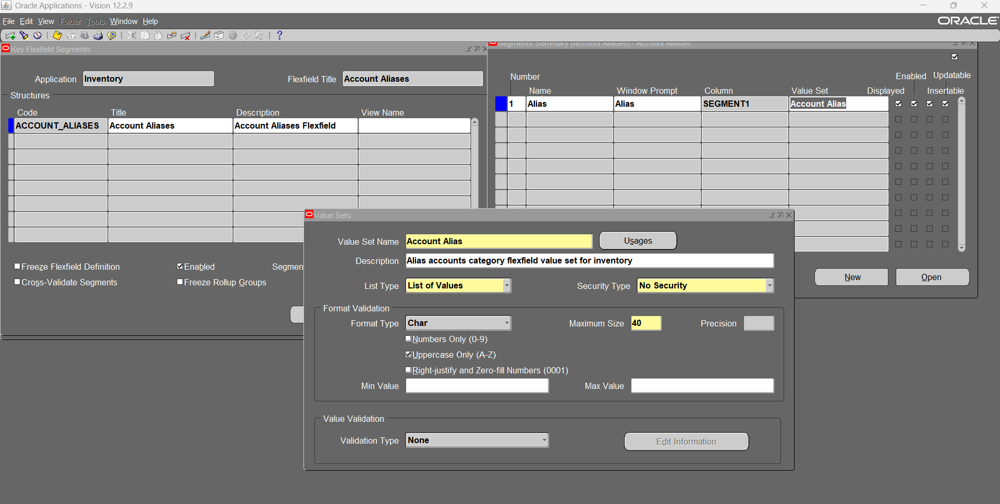 Oracle Applications - Vision 12.2.9
File Edit View Folder Tools Window Help
ORACLE
Key Flexfield Segments
Application Inventory
Flexfield Title Account Aliases
Structures
Code Title Description View Name
ACCOUNT_ALIASES Account Aliases Account Aliases Flexfield
Freeze Flexfield Definition
Enabled
Segmen
Cross-Validate Segments
Freeze Rollup Groups
Segments Summary (Account Aliases) - Account Aliases
Number
Enabled Updatable
Name Window Prompt Column Value Set Displayed Insertable
1 Alias Alias SEGMENT1 Account Alias
New
Open
Value Sets
Value Set Name Account Alias
Usages
Description Alias accounts category flexfield value set for inventory
List Type List of Values
Security Type No Security
Format Validation
Format Type Char
Maximum Size 40
Precision
Numbers Only (0-9)
Uppercase Only (A-Z)
Right-justify and Zero-fill Numbers (0001)
Min Value
Max Value
Value Validation
Validation Type None
Edit Information